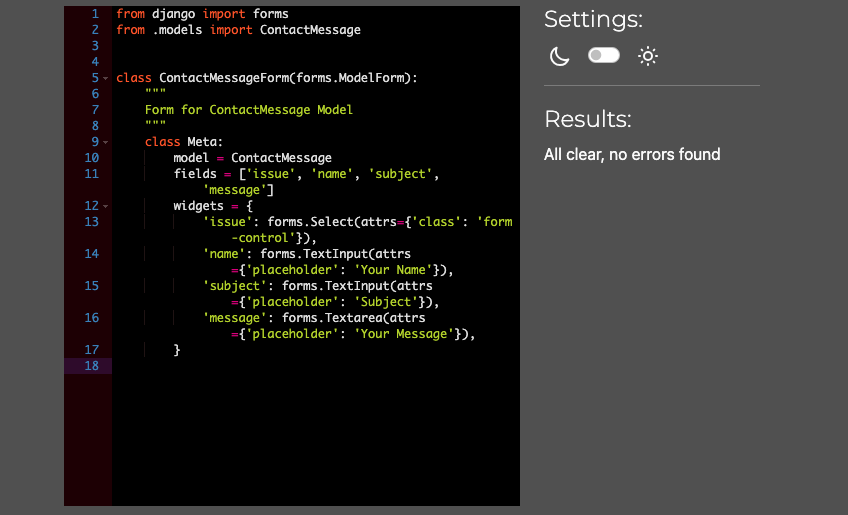 1 from django import forms
2 from .models import ContactMessage
3
4
5 class ContactMessageForm(forms.ModelForm):
6     """
7     Form for ContactMessage Model
8     """
9     class Meta:
10         model = ContactMessage
11         fields = ['issue', 'name', 'subject',
            'message']
12         widgets = {
13             'issue': forms.Select(attrs={'class': 'form
                -control'}),
14             'name': forms.TextInput(attrs
                ={'placeholder': 'Your Name'}),
15             'subject': forms.TextInput(attrs
                ={'placeholder': 'Subject'}),
16             'message': forms.Textarea(attrs
                ={'placeholder': 'Your Message'}),
17         }
18
Settings:
Results:
All clear, no errors found